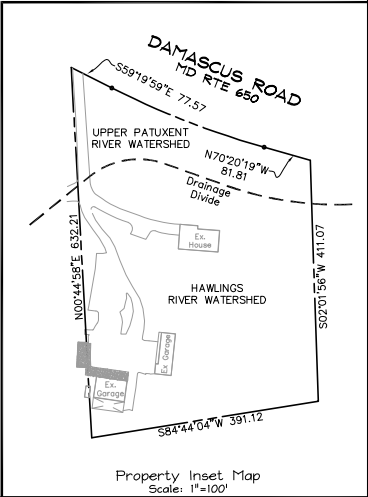 DAMASCUS ROAD
MD RTE 650
S59°19'59"E 77.57
UPPER PATUXENT
RIVER WATERSHED
N70°20'19"W
81.81
Drainage
Divide
N00°44'58"E 632.21
Ex.
House
S02°01'56"W 411.07
HAWLINGS
RIVER WATERSHED
Ex Garage
Ex.
Garage
S84°44'04"W 391.12
Property Inset Map
Scale: 1"=100'